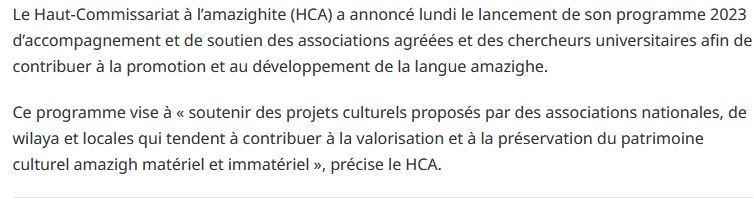 Le Haut-Commissariat à l’amazighite (HCA) a annoncé lundi le lancement de son programme 2023
d’accompagnement et de soutien des associations agréées et des chercheurs universitaires afin de
contribuer à la promotion et au développement de la langue amazighe.
Ce programme vise à « soutenir des projets culturels proposés par des associations nationales, de
wilaya et locales qui tendent à contribuer à la valorisation et à la préservation du patrimoine
culturel amazigh matériel et immatériel », précise le HCA.